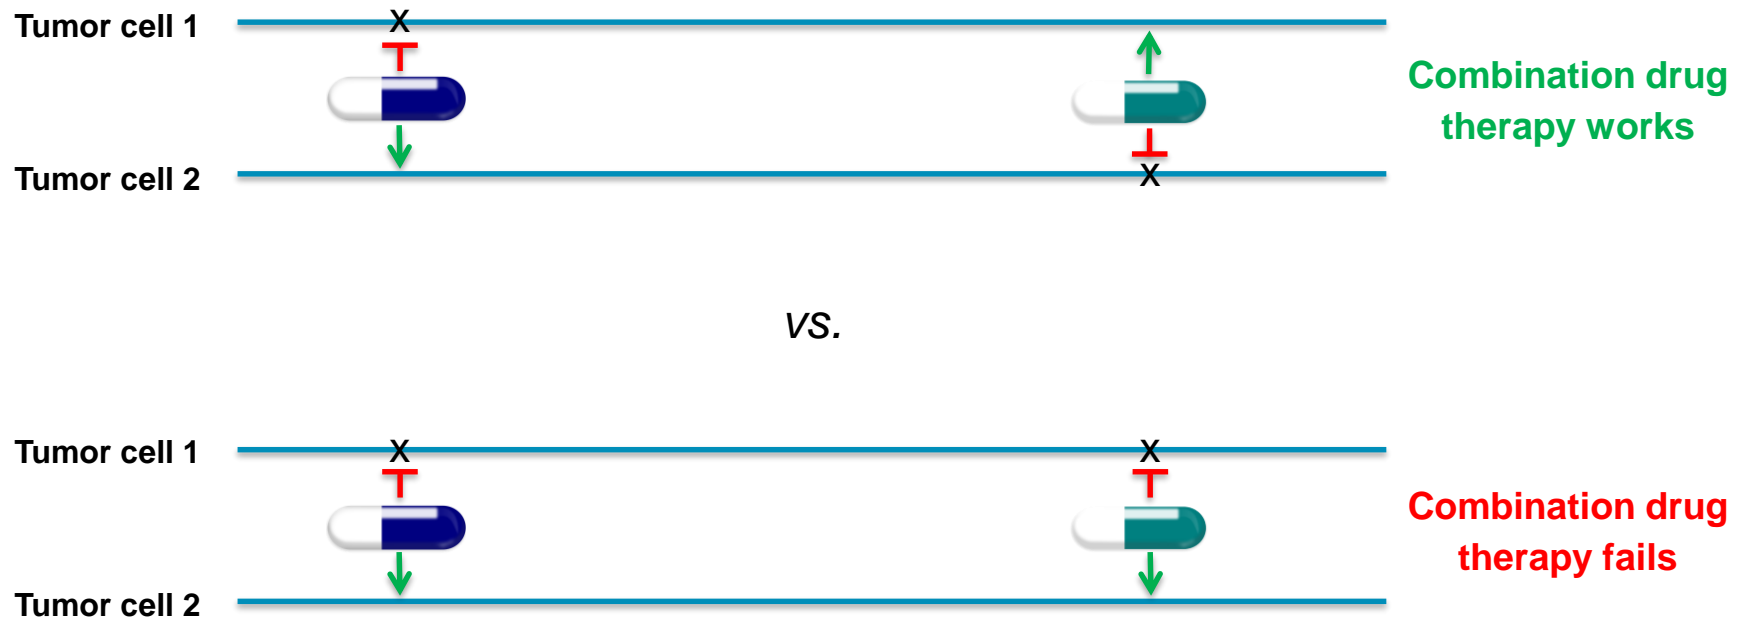 Tumor cell 1
X
Combination drug
therapy works
Tumor cell 2
X
vs.
Tumor cell 1
X
X
Combination drug
therapy fails
Tumor cell 2